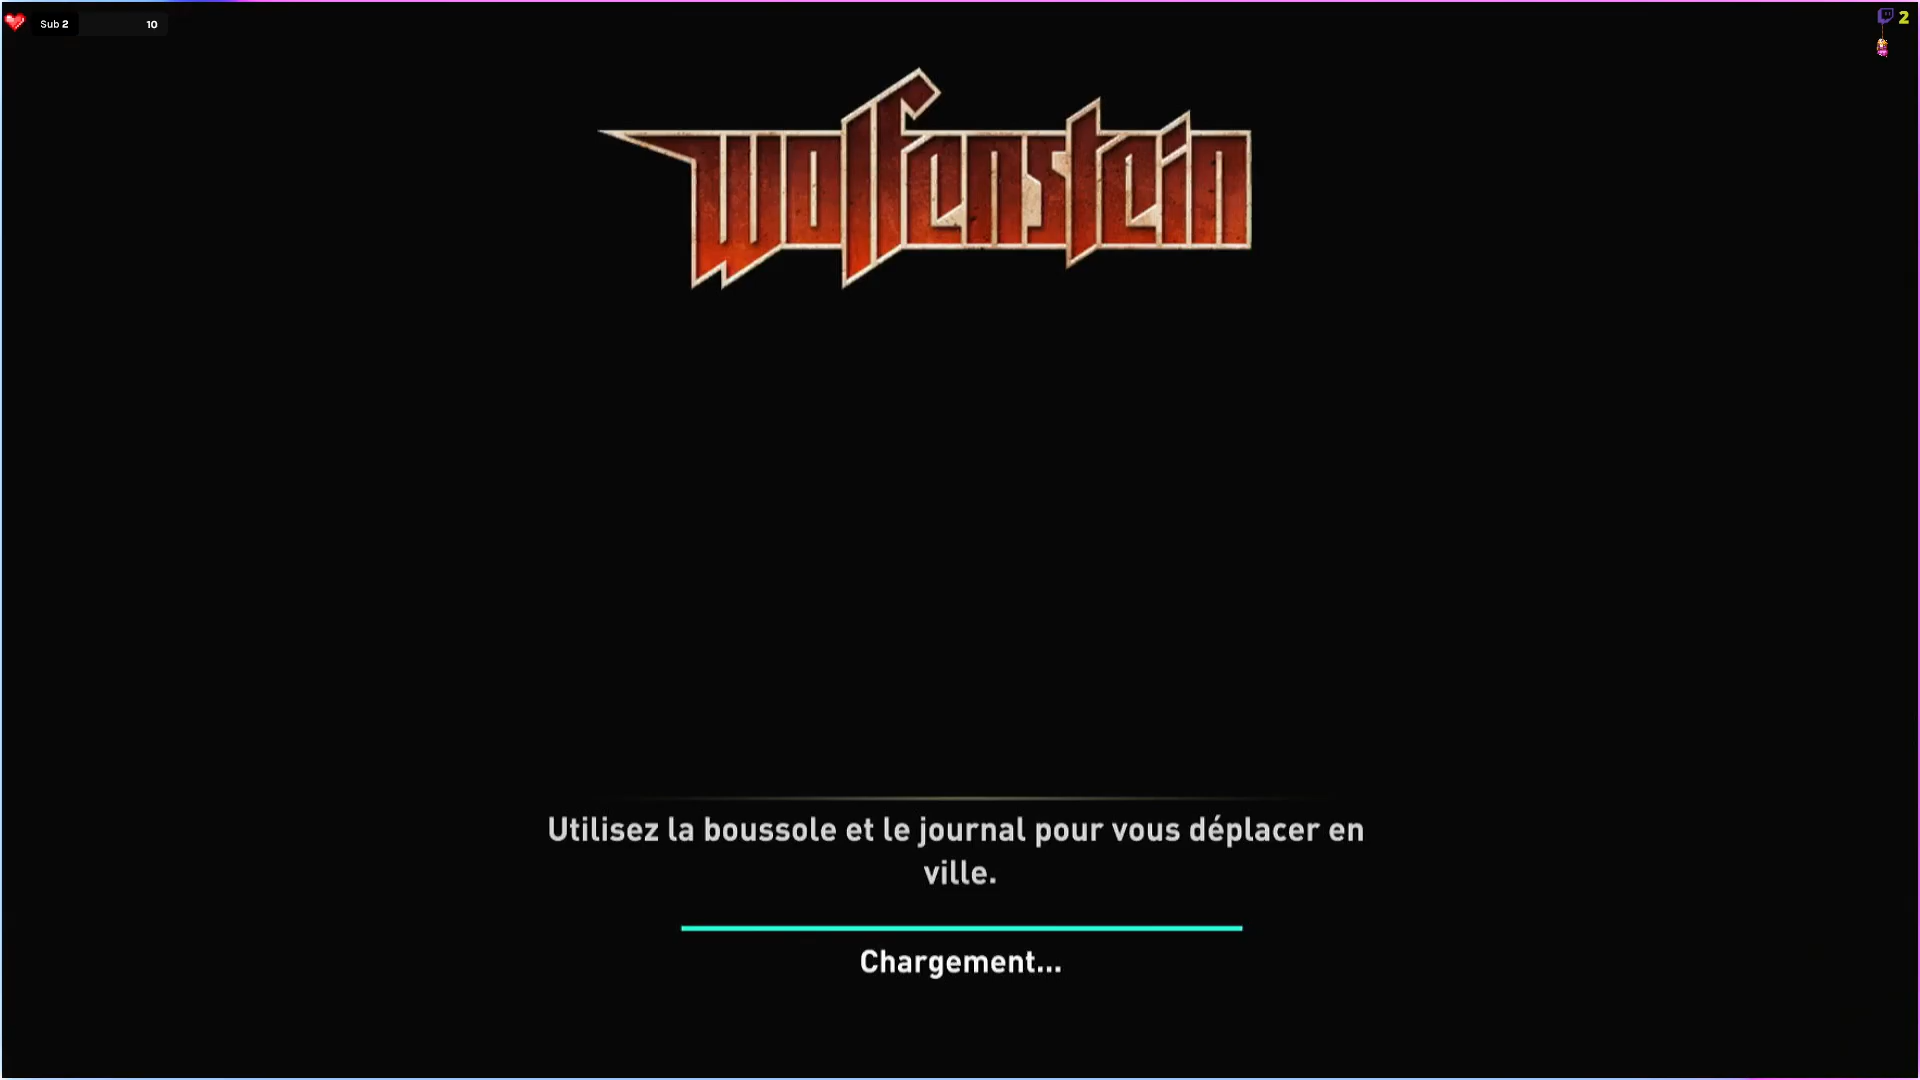 Sub 2 10
2
Wolfenstein
Utilisez la boussole et le journal pour vous déplacer en
ville.
Chargement...